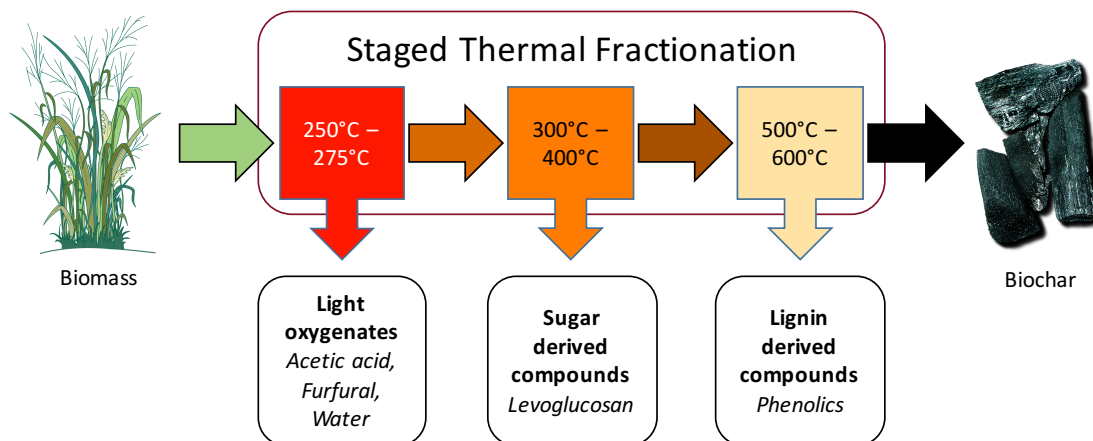 Staged Thermal Fractionation
250°C –
275°C
300°C –
400°C
500°C –
600°C
Biomass
Biochar
Light
oxygenates
Acetic acid,
Furfural,
Water
Sugar
derived
compounds
Levoglucosan
Lignin
derived
compounds
Phenolics